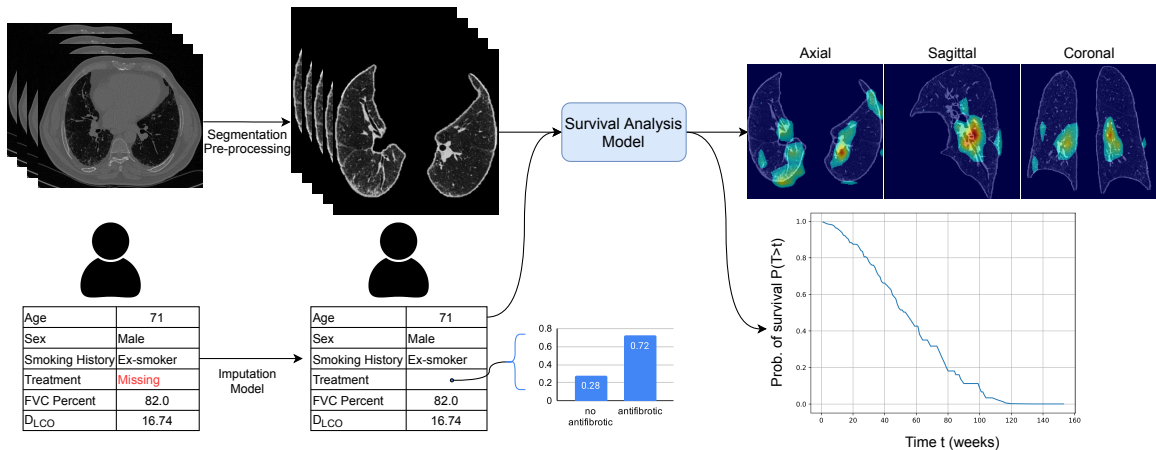 Segmentation
Pre-processing
Survival Analysis
Model
Axial
Sagittal
Coronal
Age 71
Sex Male
Smoking History Ex-smoker
Treatment Missing
FVC Percent 82.0
DLCO 16.74
Imputation
Model
Age 71
Sex Male
Smoking History Ex-smoker
Treatment
FVC Percent 82.0
DLCO 16.74
0.8
0.6
0.4
0.2
0
0.28
0.72
no
antifibrotic
antifibrotic
Prob. of survival P(T>t)
1.0
0.8
0.6
0.4
0.2
0.0
0 20 40 60 80 100 120 140 160
Time t (weeks)